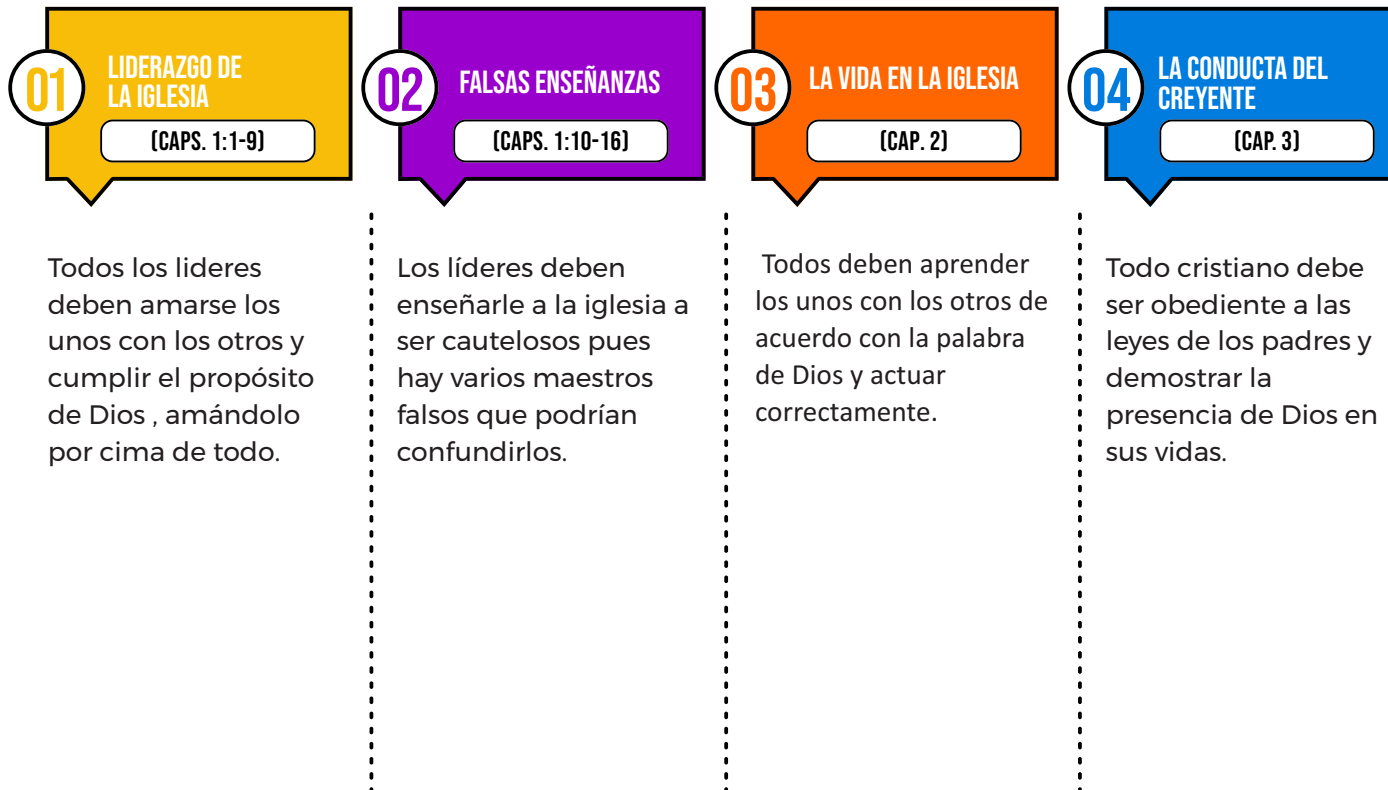 01
LIDERAZGO DE
LA IGLESIA
(CAPS. 1:1-9)
Todos los lideres
deben amarse los
unos con los otros y
cumplir el propósito
de Dios , amándolo
por cima de todo.
02
FALSAS ENSEÑANZAS
(CAPS. 1:10-16)
Los líderes deben
enseñarle a la iglesia a
ser cautelosos pues
hay varios maestros
falsos que podrían
confundirlos.
03
LA VIDA EN LA IGLESIA
(CAP. 2)
Todos deben aprender
los unos con los otros de
acuerdo con la palabra
de Dios y actuar
correctamente.
04
LA CONDUCTA DEL
CREYENTE
(CAP. 3)
Todo cristiano debe
ser obediente a las
leyes de los padres y
demostrar la
presencia de Dios en
sus vidas.